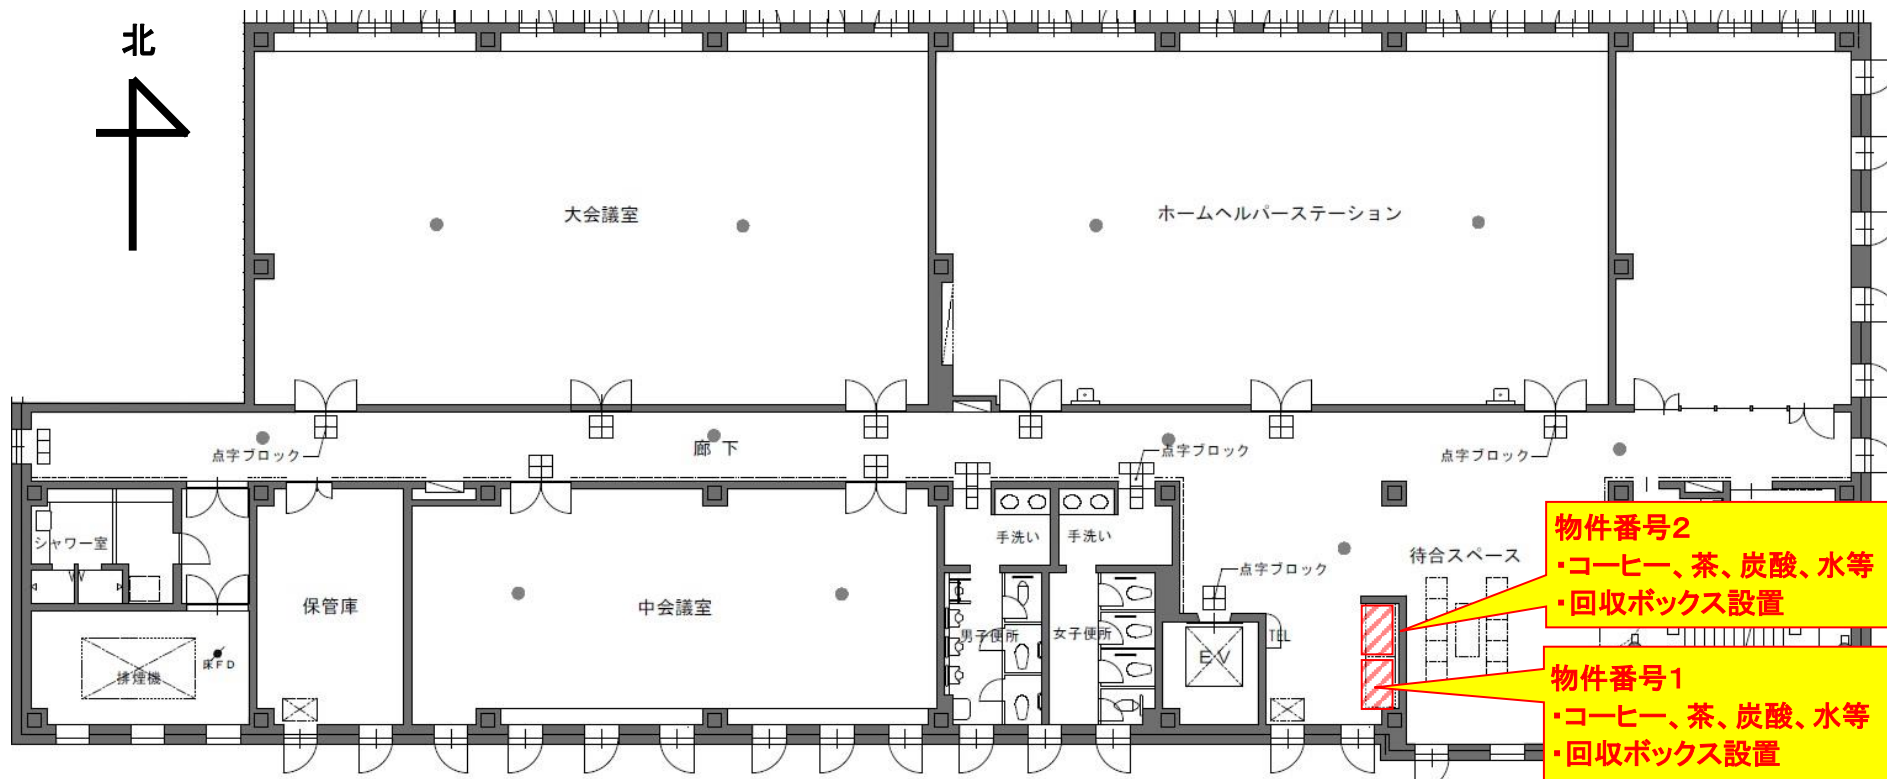 北
大会議室
ホームヘルパーステーション
点字ブロック
廊下
点字ブロック
点字ブロック
シャワー室
保管庫
中会議室
手洗い
手洗い
点字ブロック
待合スペース
男子便所
女子便所
EV
TEL
床FD
排煙機
物件番号2
・コーヒー、茶、炭酸、水等
・回収ボックス設置
物件番号1
・コーヒー、茶、炭酸、水等
・回収ボックス設置